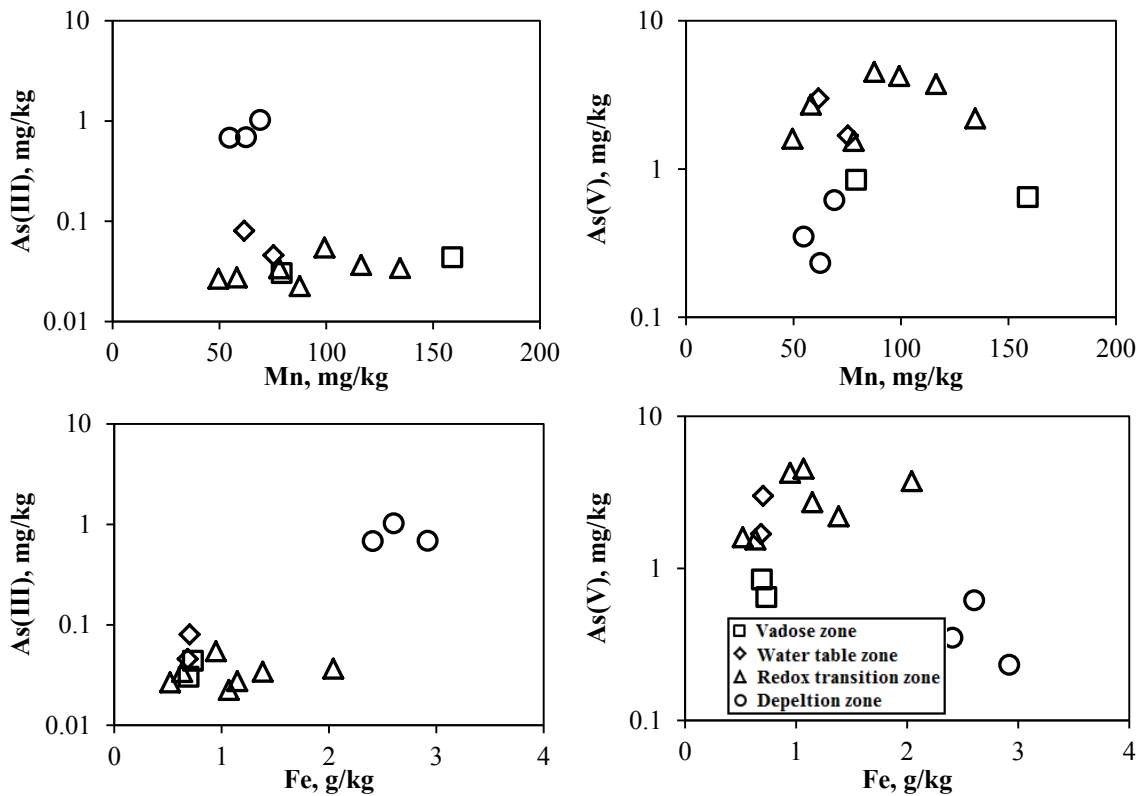 10
1
0.1
0.01
As(III), mg/kg
0 50 100 150 200
Mn, mg/kg
10
1
0.1
As(V), mg/kg
0 50 100 150 200
Mn, mg/kg
10
1
0.1
0.01
As(III), mg/kg
0 1 2 3 4
Fe, g/kg
10
1
0.1
As(V), mg/kg
Vadose zone
Water table zone
Redox transition zone
Depeltion zone
0 1 2 3 4
Fe, g/kg